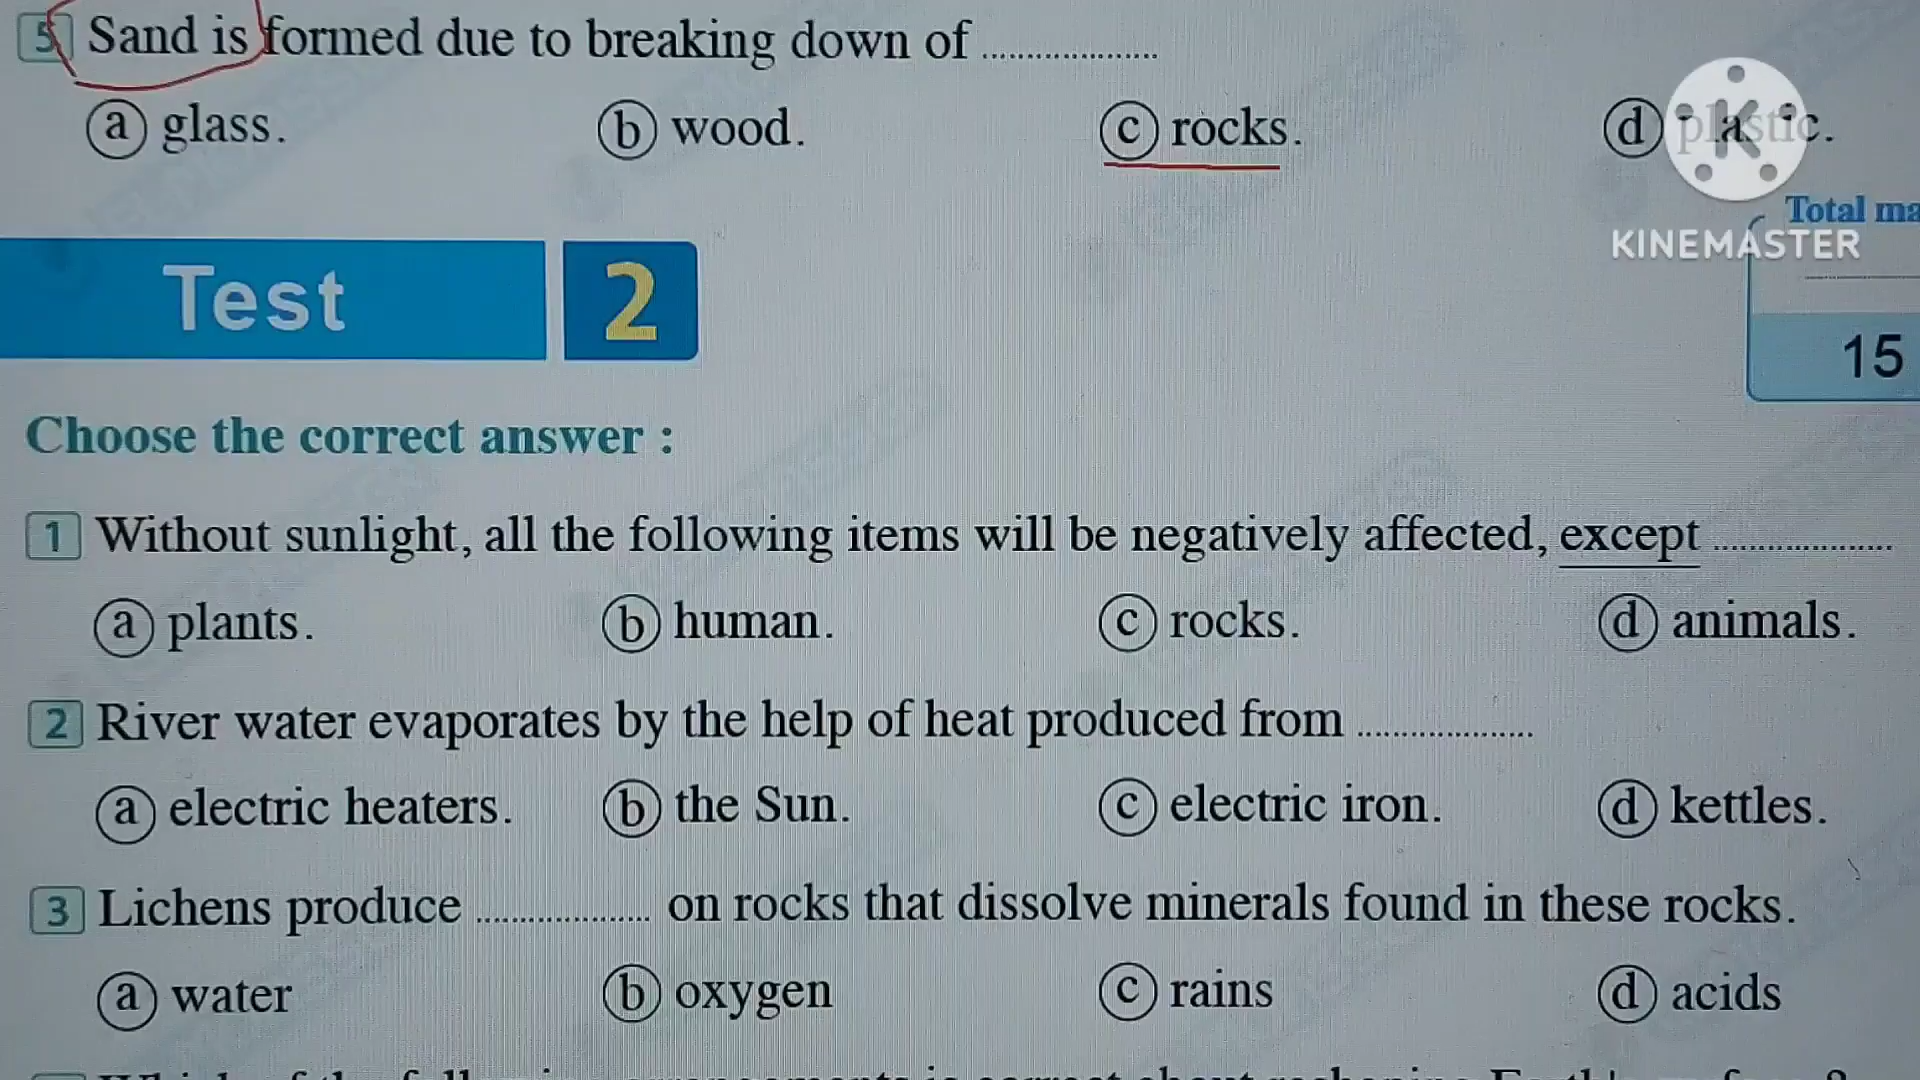 5 Sand is formed due to breaking down of ...................
a glass. b wood. c rocks. d plastic.
Total ma
KINEMASTER
Test 2
15
Choose the correct answer :
1 Without sunlight, all the following items will be negatively affected, except ...................
a plants. b human. c rocks. d animals.
2 River water evaporates by the help of heat produced from ...................
a electric heaters. b the Sun. c electric iron. d kettles.
3 Lichens produce ................... on rocks that dissolve minerals found in these rocks.
a water b oxygen c rains d acids